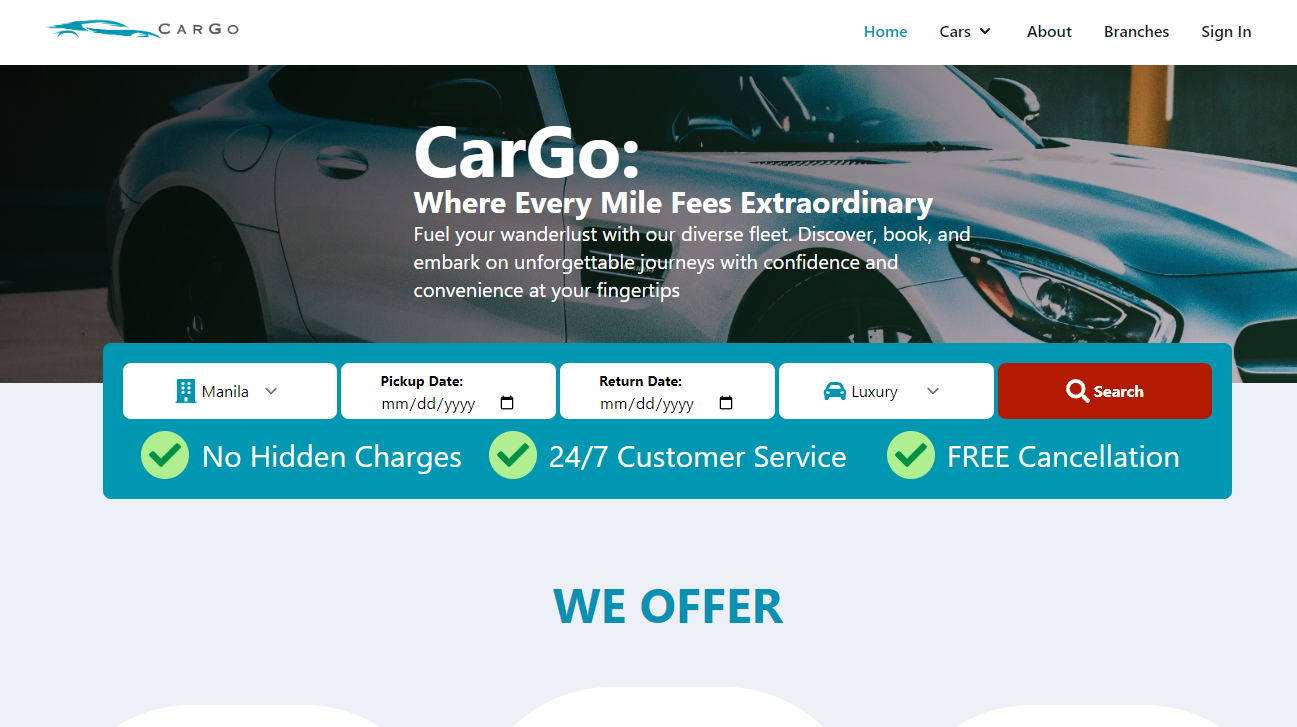 CARGO
Home Cars About Branches Sign In
CarGo:
Where Every Mile Fees Extraordinary
Fuel your wanderlust with our diverse fleet. Discover, book, and
embark on unforgettable journeys with confidence and
convenience at your fingertips
Manila
Pickup Date:
mm/dd/yyyy
Return Date:
mm/dd/yyyy
Luxury
Search
No Hidden Charges
24/7 Customer Service
FREE Cancellation
WE OFFER